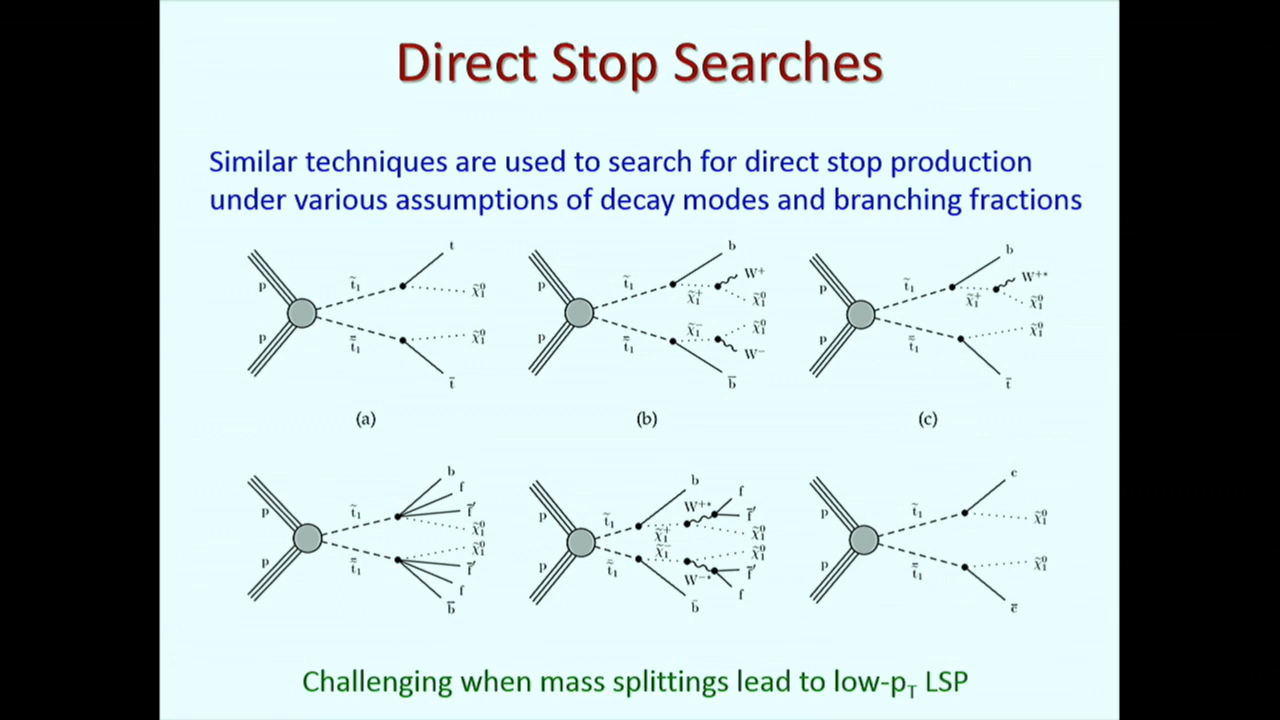 Direct Stop Searches
Similar techniques are used to search for direct stop production
under various assumptions of decay modes and branching fractions
p p t̃₁ t̃̄₁ t χ̃₁⁰ χ̃₁⁰ t̄
(a)
p p t̃₁ t̃̄₁ b χ̃₁⁺ W⁺ χ̃₁⁰ χ̃₁⁻ χ̃₁⁰ W⁻ b̄
(b)
p p t̃₁ t̃̄₁ b χ̃₁⁺ W⁺* χ̃₁⁰ χ̃₁⁰ t̄
(c)
p p t̃₁ t̃̄₁ b f f̄′ χ̃₁⁰ χ̃₁⁰ f̄′ f b̄
p p t̃₁ t̃̄₁ b W⁺* f f̄′ χ̃₁⁺ χ̃₁⁰ χ̃₁⁻ χ̃₁⁰ W⁻* f̄′ f b̄
p p t̃₁ t̃̄₁ c χ̃₁⁰ χ̃₁⁰ c̄
Challenging when mass splittings lead to low-p_T LSP